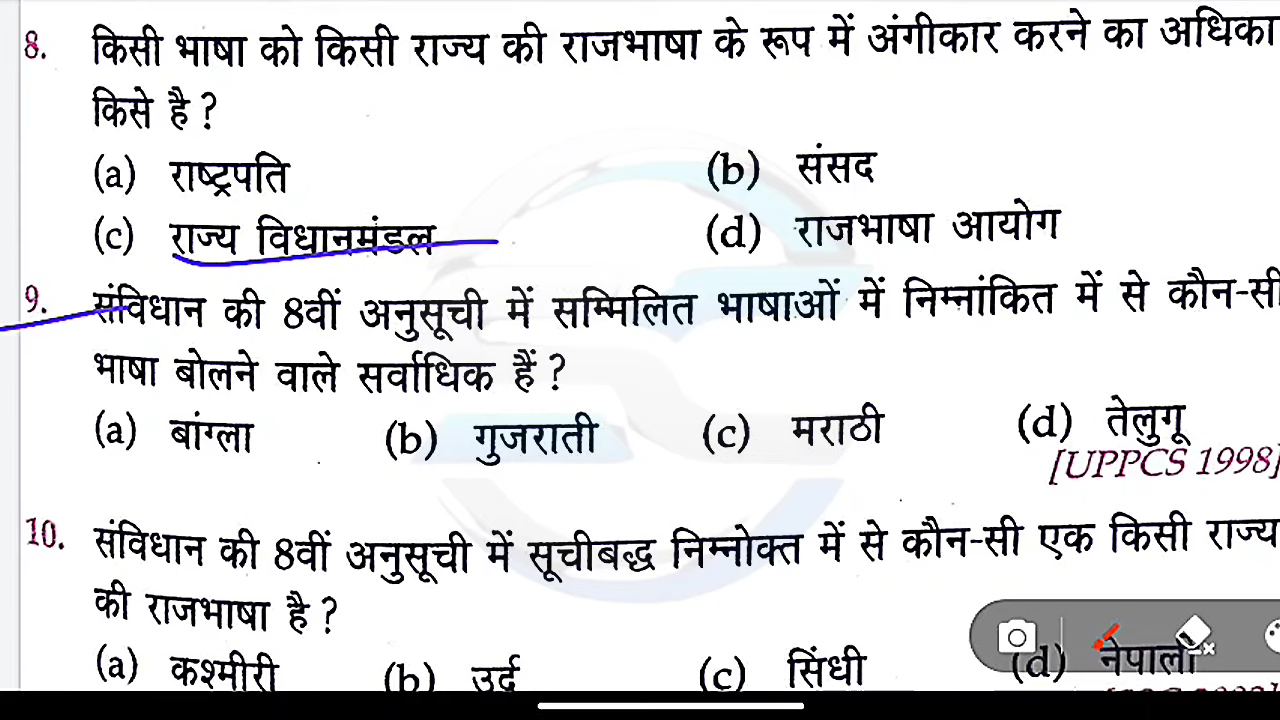 8. किसी भाषा को किसी राज्य की राजभाषा के रूप में अंगीकार करने का
किसे है ?
(a) राष्ट्रपति (b) संसद
(c) राज्य विधानमंडल (d) राजभाषा आयोग
9. संविधान की 8वीं अनुसूची में सम्मिलित भाषाओं में निम्नांकित में से कौन-सी
भाषा बोलने वाले सर्वाधिक हैं ?
(a) बांग्ला (b) गुजराती (c) मराठी (d) तेलुगू
[UPPCS 1998]
10. संविधान की 8वीं अनुसूची में सूचीबद्ध निम्नोक्त में से कौन-सी एक किसी राज्य
की राजभाषा है ?
(a) कश्मीरी (b) उर्दू (c) सिंधी (d) नेपाली